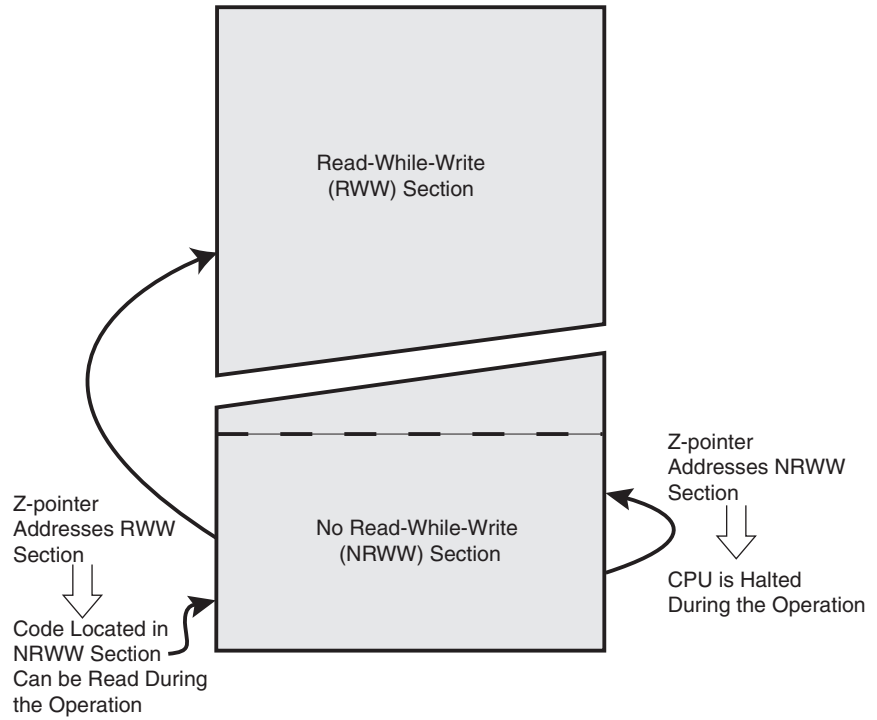 Read-While-Write
(RWW) Section
Z-pointer
Addresses NRWW
Section
Z-pointer
Addresses RWW
Section
No Read-While-Write
(NRWW) Section
CPU is Halted
During the Operation
Code Located in
NRWW Section
Can be Read During
the Operation